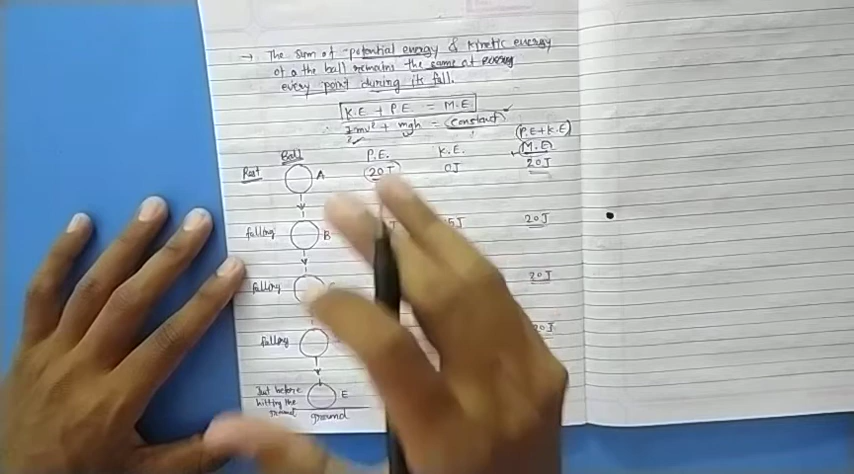 → The sum of potential energy & kinetic energy
of a the ball remains the same at
every point during its fall.
K.E + P.E. = M.E
∴ ½mv² + mgh = Constant
(P.E+K.E)
Ball P.E. K.E. M.E
Rest A 20J 0J 20J
falling B 5J 20J
falling 20J
falling 20J
Just before E
hitting the
ground ground